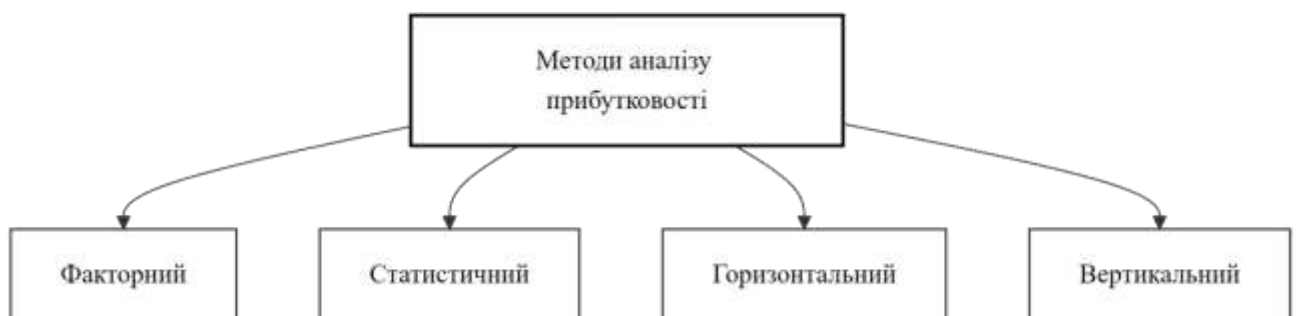 Методи аналізу
прибутковості
Факторний
Статистичний
Горизонтальний
Вертикальний